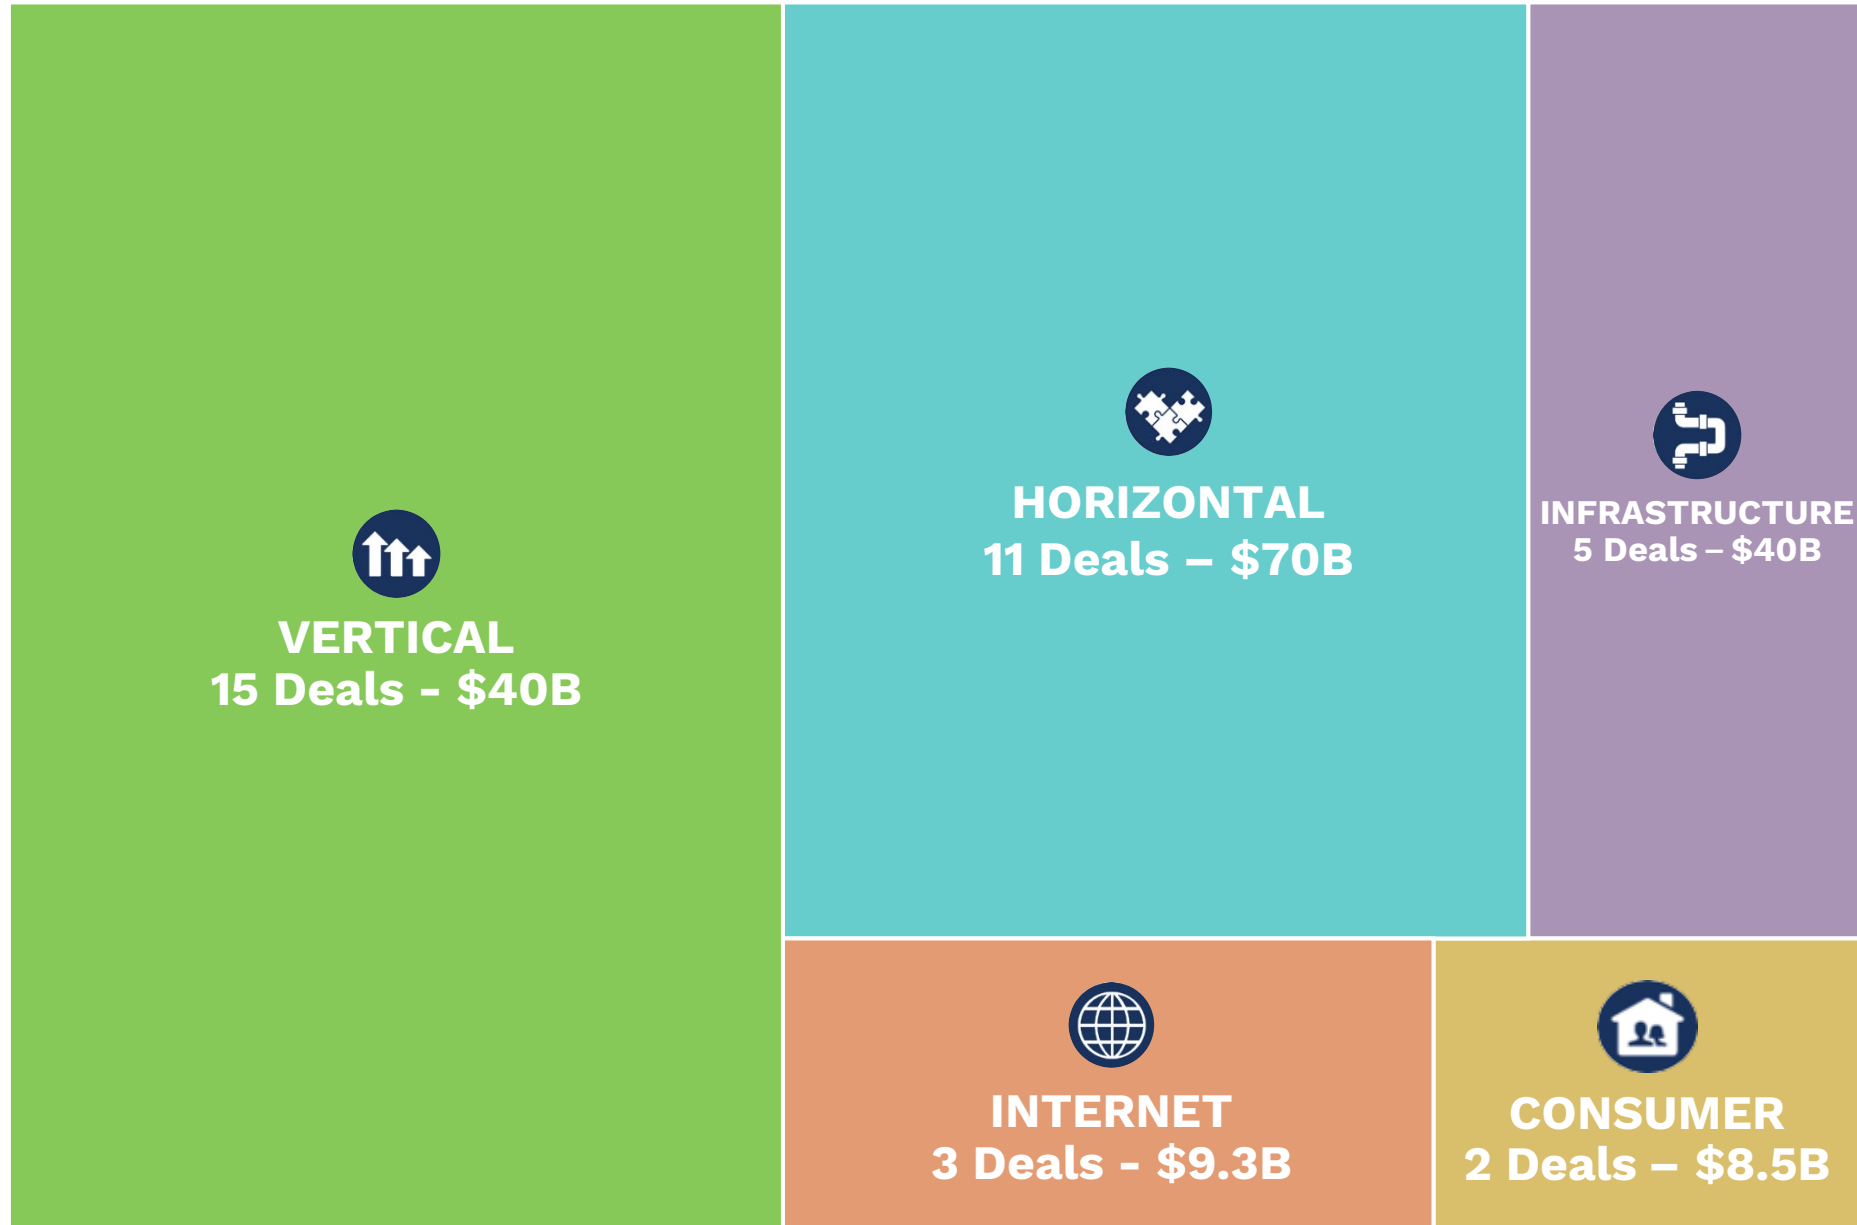 VERTICAL
15 Deals - $40B
HORIZONTAL
11 Deals – $70B
INFRASTRUCTURE
5 Deals – $40B
INTERNET
3 Deals - $9.3B
CONSUMER
2 Deals – $8.5B